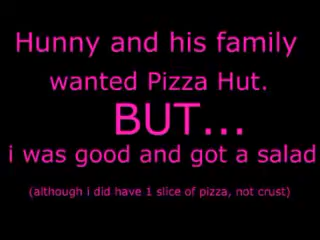 Hunny and his family
wanted Pizza Hut.
BUT...
i was good and got a salad
(although i did have 1 slice of pizza, not crust)